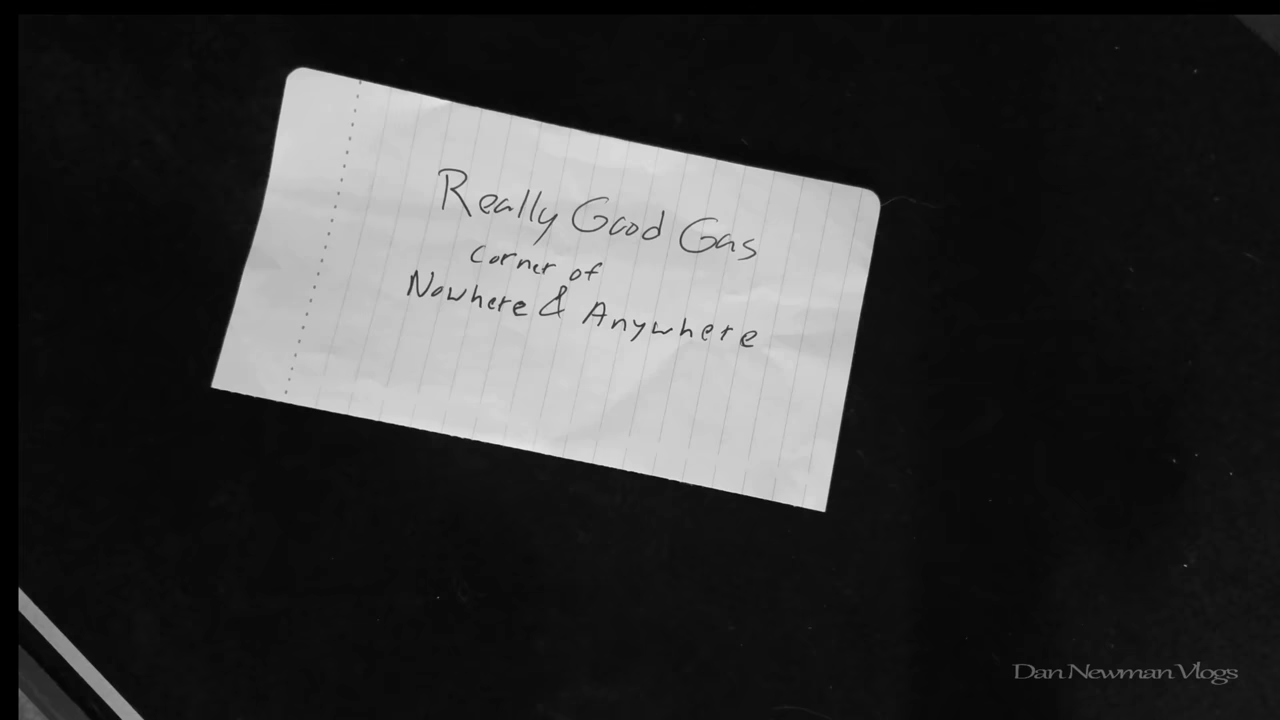 Really Good Gas
corner of
Nowhere & Anywhere
Dan Newman Vlogs